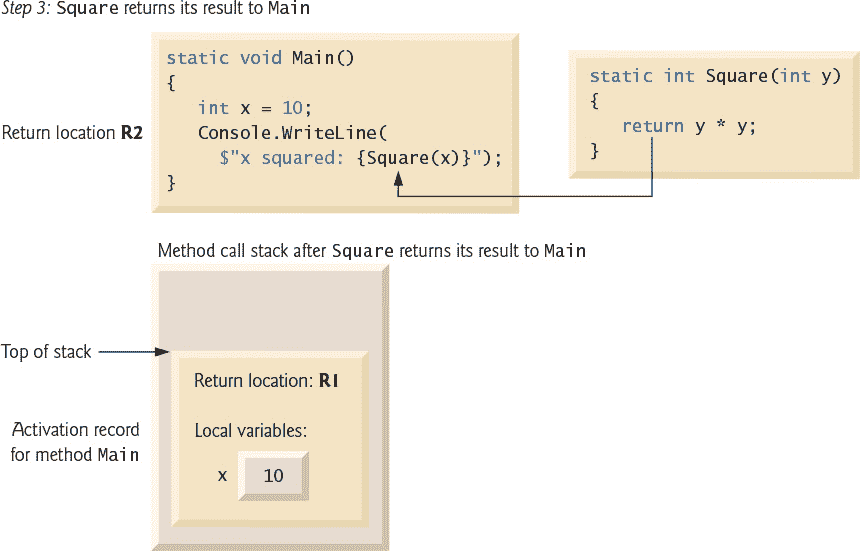 Step 3: Square returns its result to Main
static void Main()
{
int x = 10;
Console.WriteLine(
$"x squared: {Square(x)}");
}
Return location R2
static int Square(int y)
{
return y * y;
}
Method call stack after Square returns its result to Main
Top of stack
Return location: R1
Activation record
for method Main
Local variables:
x 10